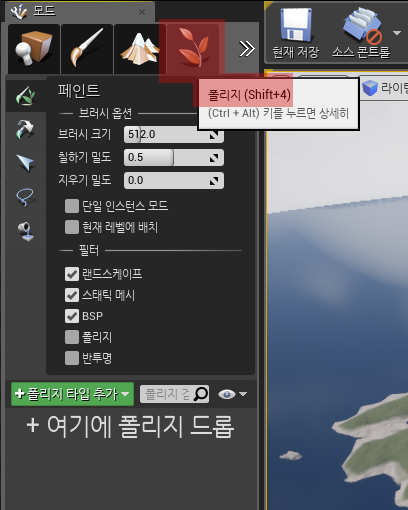 모드
현재 저장
소스 콘트롤
페인트
폴리지 (Shift+4)
(Ctrl + Alt) 키를 누르면 상세히
라이팅
브러시 옵션
브러시 크기 512.0
칠하기 밀도 0.5
지우기 밀도 0.0
단일 인스턴스 모드
현재 레벨에 배치
필터
랜드스케이프
스태틱 메시
BSP
폴리지
반투명
+폴리지 타입 추가
폴리지 검
+ 여기에 폴리지 드롭